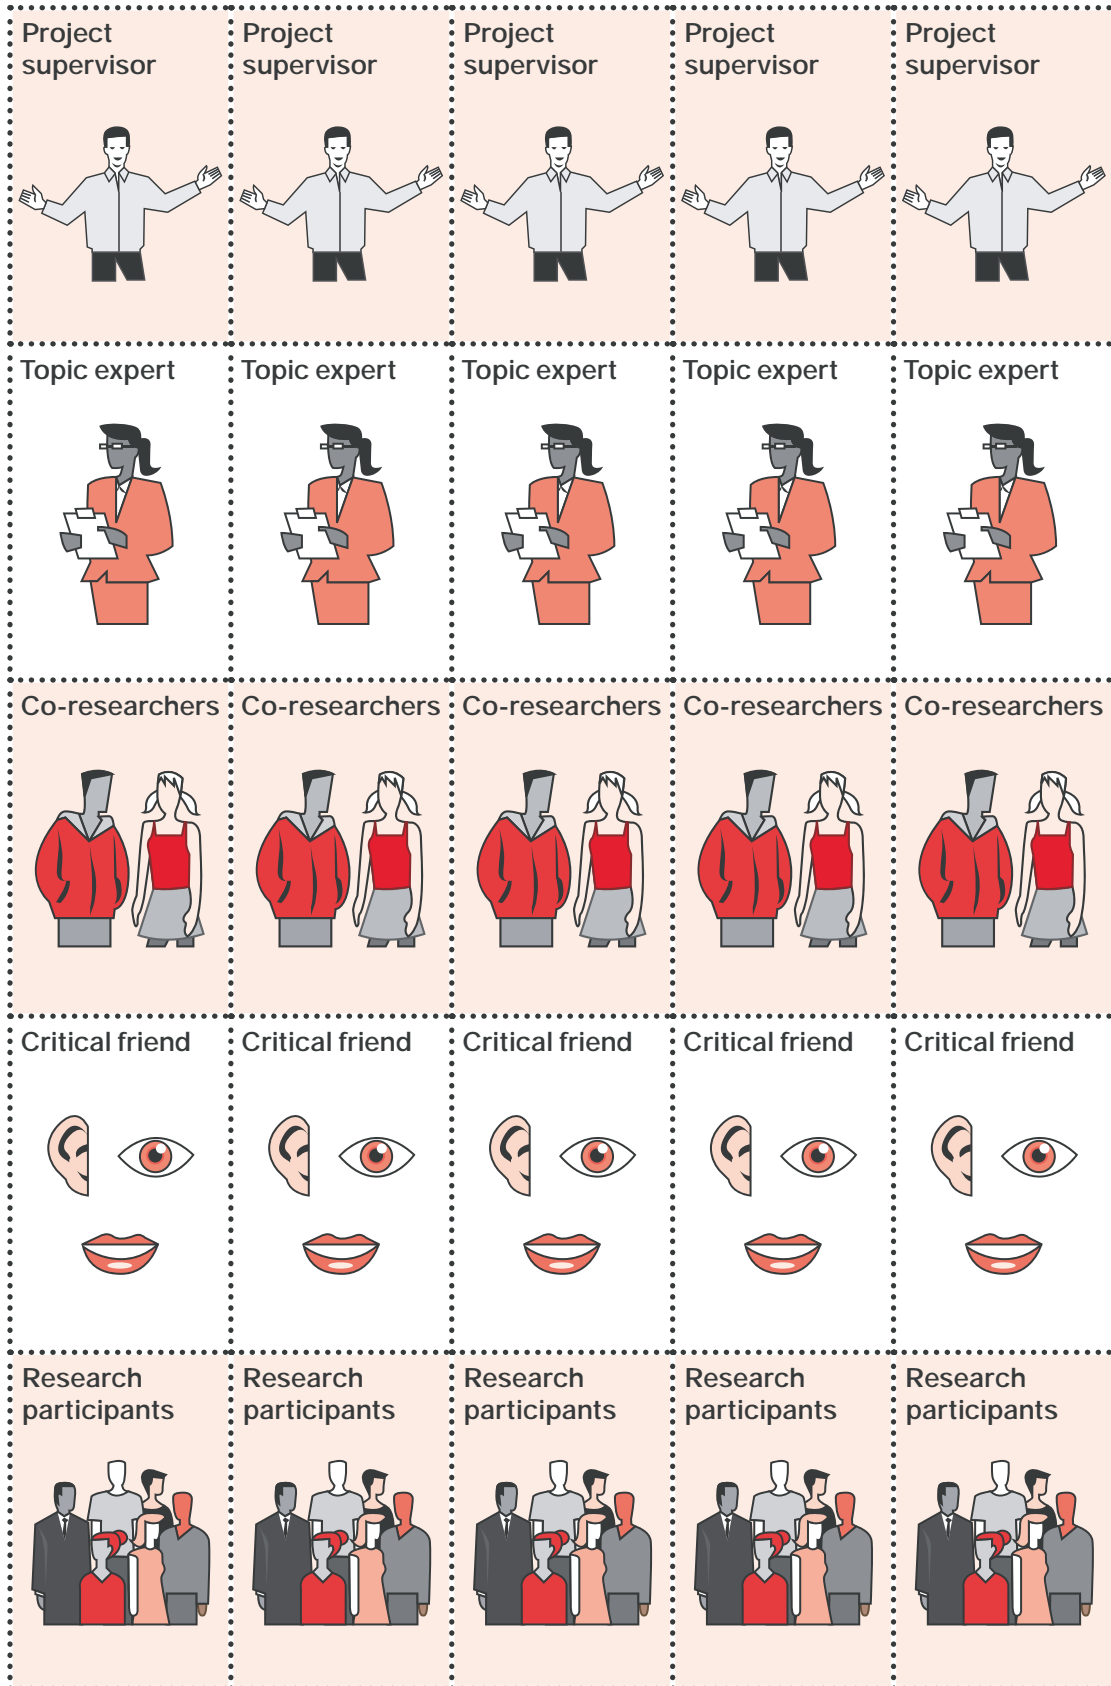 Project Project Project Project Project
supervisor supervisor supervisor supervisor supervisor
Topic expert Topic expert Topic expert Topic expert Topic expert
Co-researchers Co-researchers Co-researchers Co-researchers Co-researchers
Critical friend Critical friend Critical friend Critical friend Critical friend
Research Research Research Research Research
participants participants participants participants participants